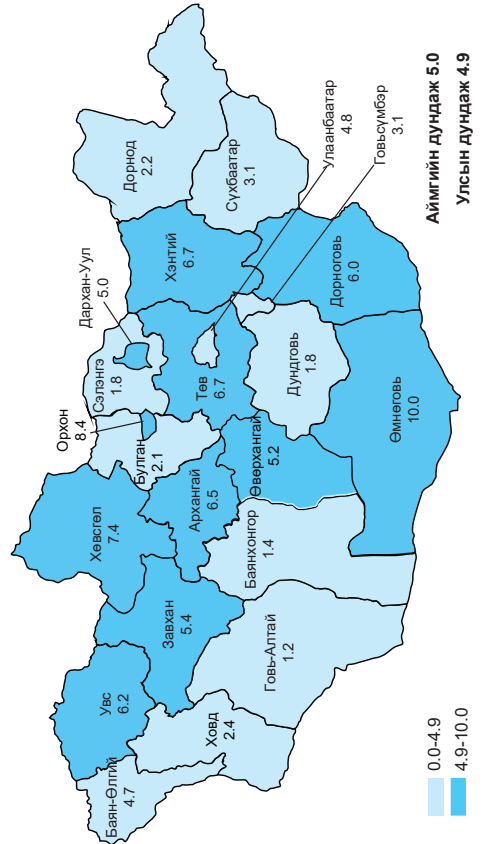 Баян-Өлгий
4.7
Увс
6.2
Ховд
2.4
Завхан
5.4
Говь-Алтай
1.2
Хөвсгөл
7.4
Архангай
6.5
Баянхонгор
1.4
Орхон
8.4
Булган
2.1
Өвөрхангай
5.2
Сэлэнгэ
1.8
Дархан-Уул
5.0
Төв
6.7
Дундговь
1.8
Өмнөговь
10.0
Хэнтий
6.7
Дорноговь
6.0
Дорнод
2.2
Сүхбаатар
3.1
Улаанбаатар
4.8
Говьсүмбэр
3.1
Аймгийн дундаж 5.0
Улсын дундаж 4.9
0.0-4.9
4.9-10.0